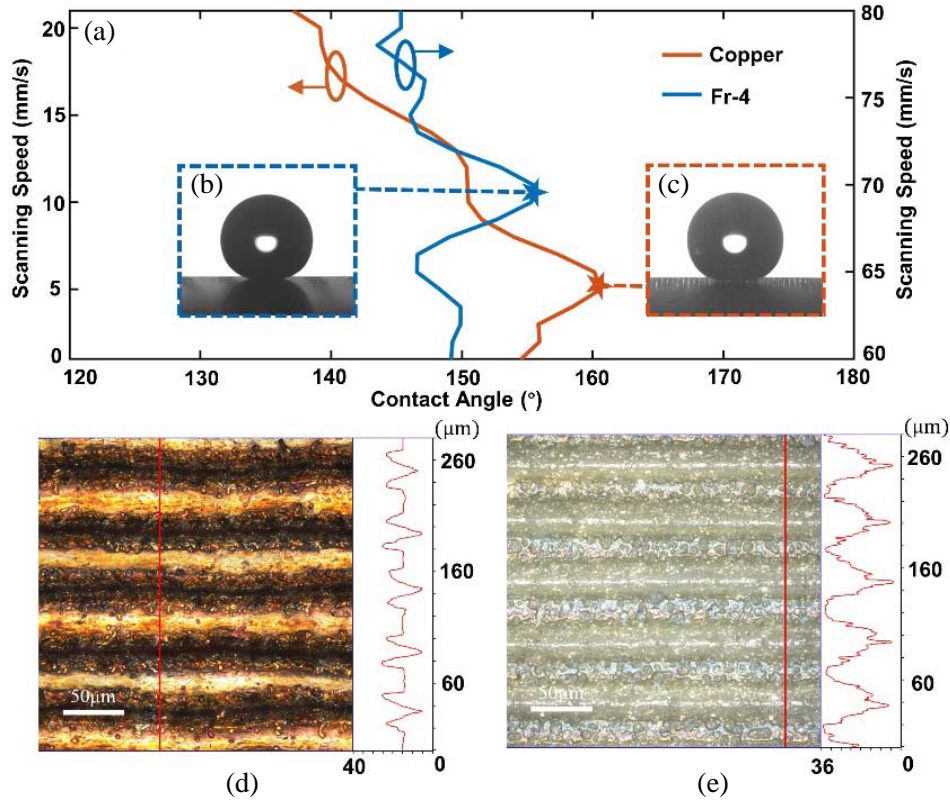 (a)
20
15
10
5
0
Scanning Speed (mm/s)
80
75
70
65
60
Scanning Speed (mm/s)
Copper
Fr-4
(b)
(c)
120 130 140 150 160 170 180
Contact Angle (°)
(μm)
260
160
60
50μm
40 0
(d)
(μm)
260
160
60
50μm
36 0
(e)